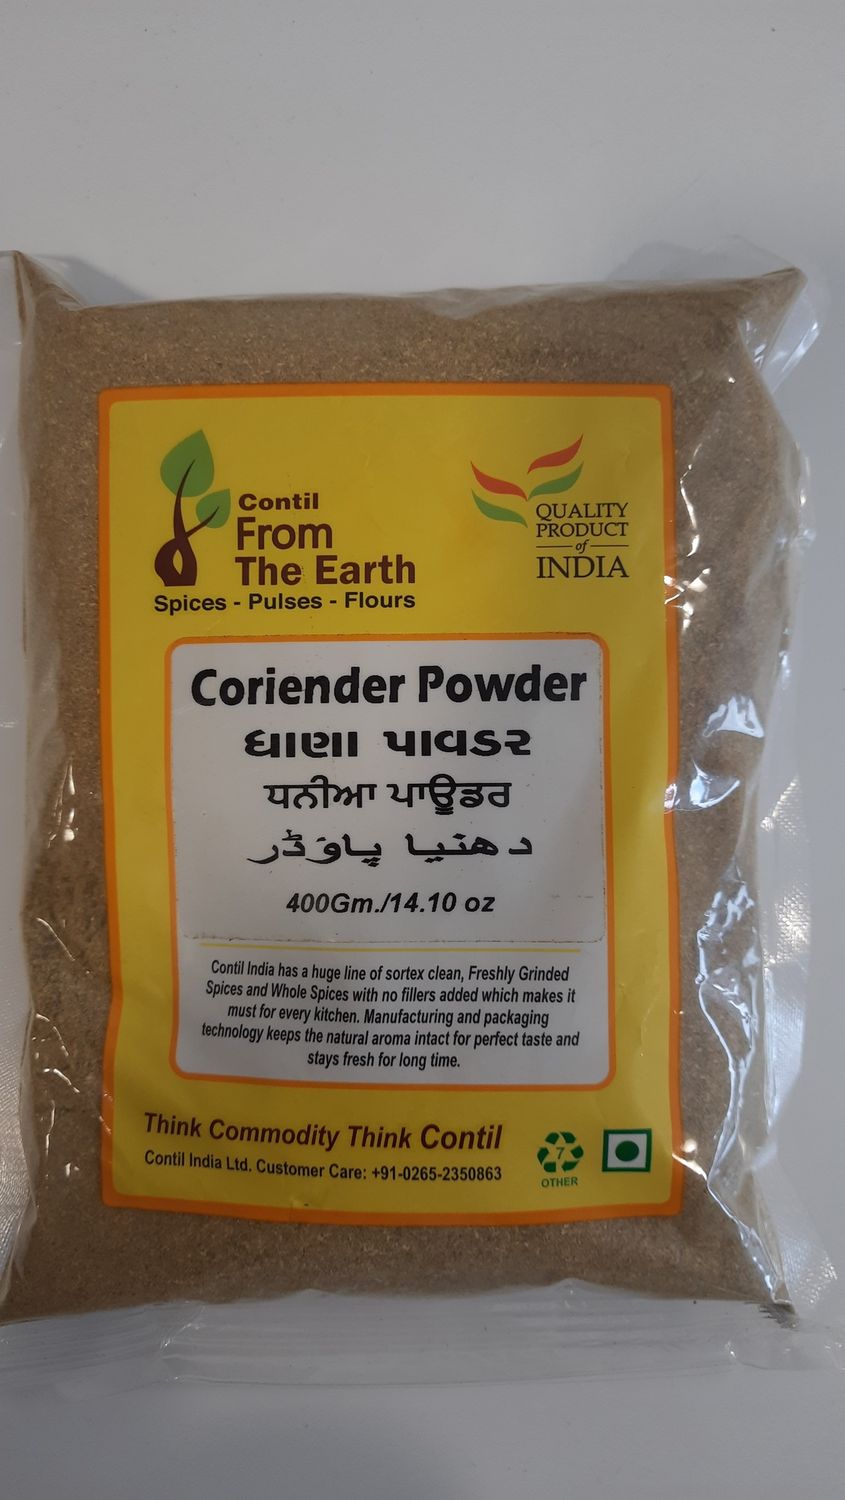 Contil
From
The Earth
Spices - Pulses - Flours
QUALITY
PRODUCT
of
INDIA
Coriender Powder
ધાણા પાવડર
ਧਨੀਆ ਪਾਊਡਰ
دھنیا پاوَڈر
400Gm./14.10 oz
Contil India has a huge line of sortex clean, Freshly Grinded
Spices and Whole Spices with no fillers added which makes it
must for every kitchen. Manufacturing and packaging
technology keeps the natural aroma intact for perfect taste and
stays fresh for long time.
Think Commodity Think Contil
Contil India Ltd. Customer Care: +91-0265-2350863
7
OTHER